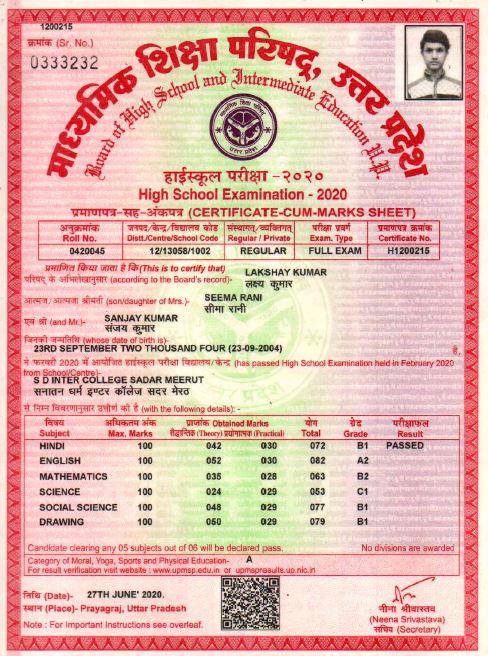 1200215
क्रमांक (Sr. No.)
0333232
माध्यमिक शिक्षा परिषद्, उत्तर प्रदेश
Board of High School and Intermediate Education U.P.
माध्यमिक शिक्षा परिषद्
उत्तर प्रदेश
हाईस्कूल परीक्षा - २०२०
High School Examination - 2020
प्रमाणपत्र-सह-अंकपत्र (CERTIFICATE-CUM-MARKS SHEET)
अनुक्रमांक जनपद/केन्द्र/विद्यालय कोड संस्थागत/व्यक्तिगत परीक्षा प्रवर्ग प्रमाणपत्र क्रमांक
Roll No. Distt./Centre/School Code Regular / Private Exam. Type Certificate No.
0420045 12/13058/1002 REGULAR FULL EXAM H1200215
प्रमाणित किया जाता है कि(This is to certify that)
परिषद् के अभिलेखानुसार (according to the Board's record)- LAKSHAY KUMAR
लक्ष्य कुमार
आत्मज/आत्मजा श्रीमती (son/daughter of Mrs.)- SEEMA RANI
सीमा रानी
एवं श्री (and Mr.)- SANJAY KUMAR
संजय कुमार
जिनकी जन्मतिथि (whose date of birth is)-
23RD SEPTEMBER TWO THOUSAND FOUR (23-09-2004) है,
ने फरवरी 2020 में आयोजित हाईस्कूल परीक्षा विद्यालय/केन्द्र (has passed High School Examination held in February 2020
from School/Centre)-
S D INTER COLLEGE SADAR MEERUT
सनातन धर्म इण्टर कॉलेज सदर मेरठ
से निम्न विवरणानुसार उत्तीर्ण की है (with the following details): -
विषय अधिकतम अंक प्राप्तांक Obtained Marks योग ग्रेड परीक्षाफल
Subject Max. Marks सैद्धान्तिक (Theory) प्रयोगात्मक (Practical) Total Grade Result
HINDI 100 042 030 072 B1 PASSED
ENGLISH 100 052 030 082 A2
MATHEMATICS 100 035 028 063 B2
SCIENCE 100 024 029 053 C1
SOCIAL SCIENCE 100 048 029 077 B1
DRAWING 100 050 029 079 B1
Candidate clearing any 05 subjects out of 06 will be declared pass. No divisions are awarded
Category of Moral, Yoga, Sports and Physical Education- A
For result verification visit website : www.upmsp.edu.in or upmspresults.up.nic.in
तिथि (Date)- 27TH JUNE' 2020.
स्थान (Place)- Prayagraj, Uttar Pradesh
Note : For Important Instructions see overleaf.
नीना श्रीवास्तव
(Neena Srivastava)
सचिव (Secretary)